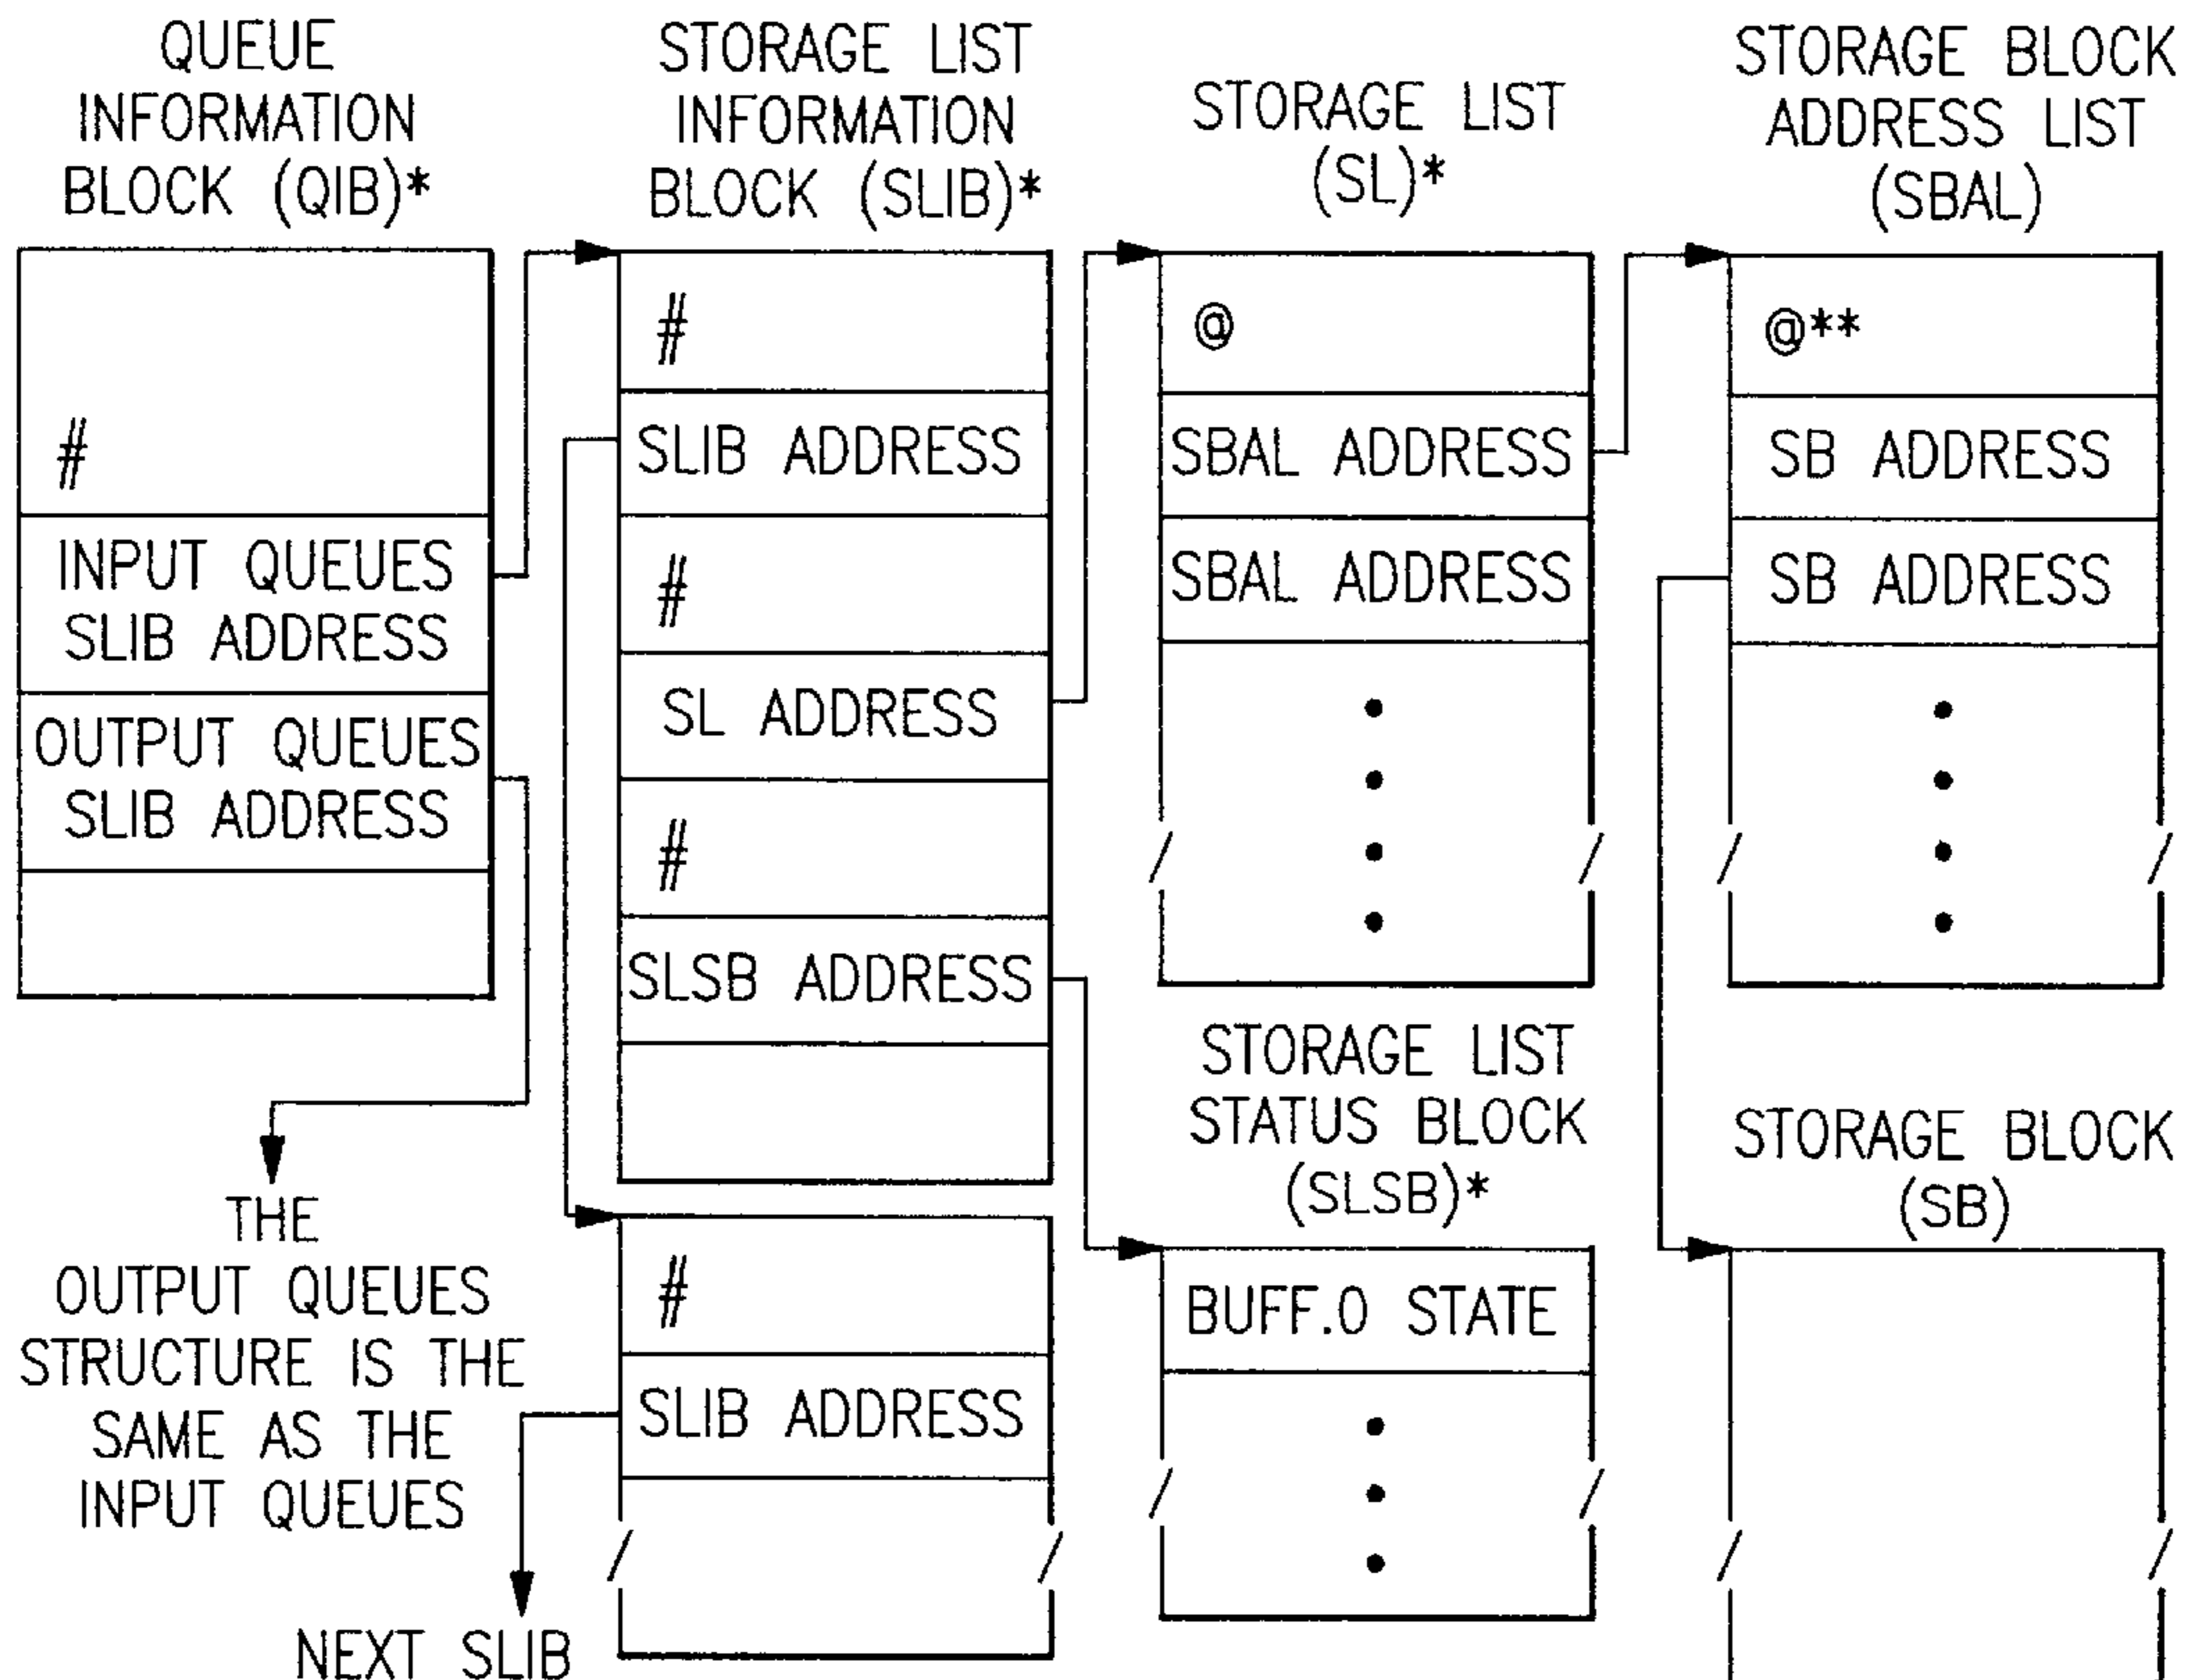 QUEUE
INFORMATION
BLOCK (QIB)*
#
INPUT QUEUES
SLIB ADDRESS
OUTPUT QUEUES
SLIB ADDRESS
THE
OUTPUT QUEUES
STRUCTURE IS THE
SAME AS THE
INPUT QUEUES
STORAGE LIST
INFORMATION
BLOCK (SLIB)*
#
SLIB ADDRESS
#
SL ADDRESS
#
SLSB ADDRESS
#
SLIB ADDRESS
NEXT SLIB
STORAGE LIST
(SL)*
@
SBAL ADDRESS
SBAL ADDRESS
STORAGE LIST
STATUS BLOCK
(SLSB)*
BUFF.0 STATE
STORAGE BLOCK
ADDRESS LIST
(SBAL)
@**
SB ADDRESS
SB ADDRESS
STORAGE BLOCK
(SB)